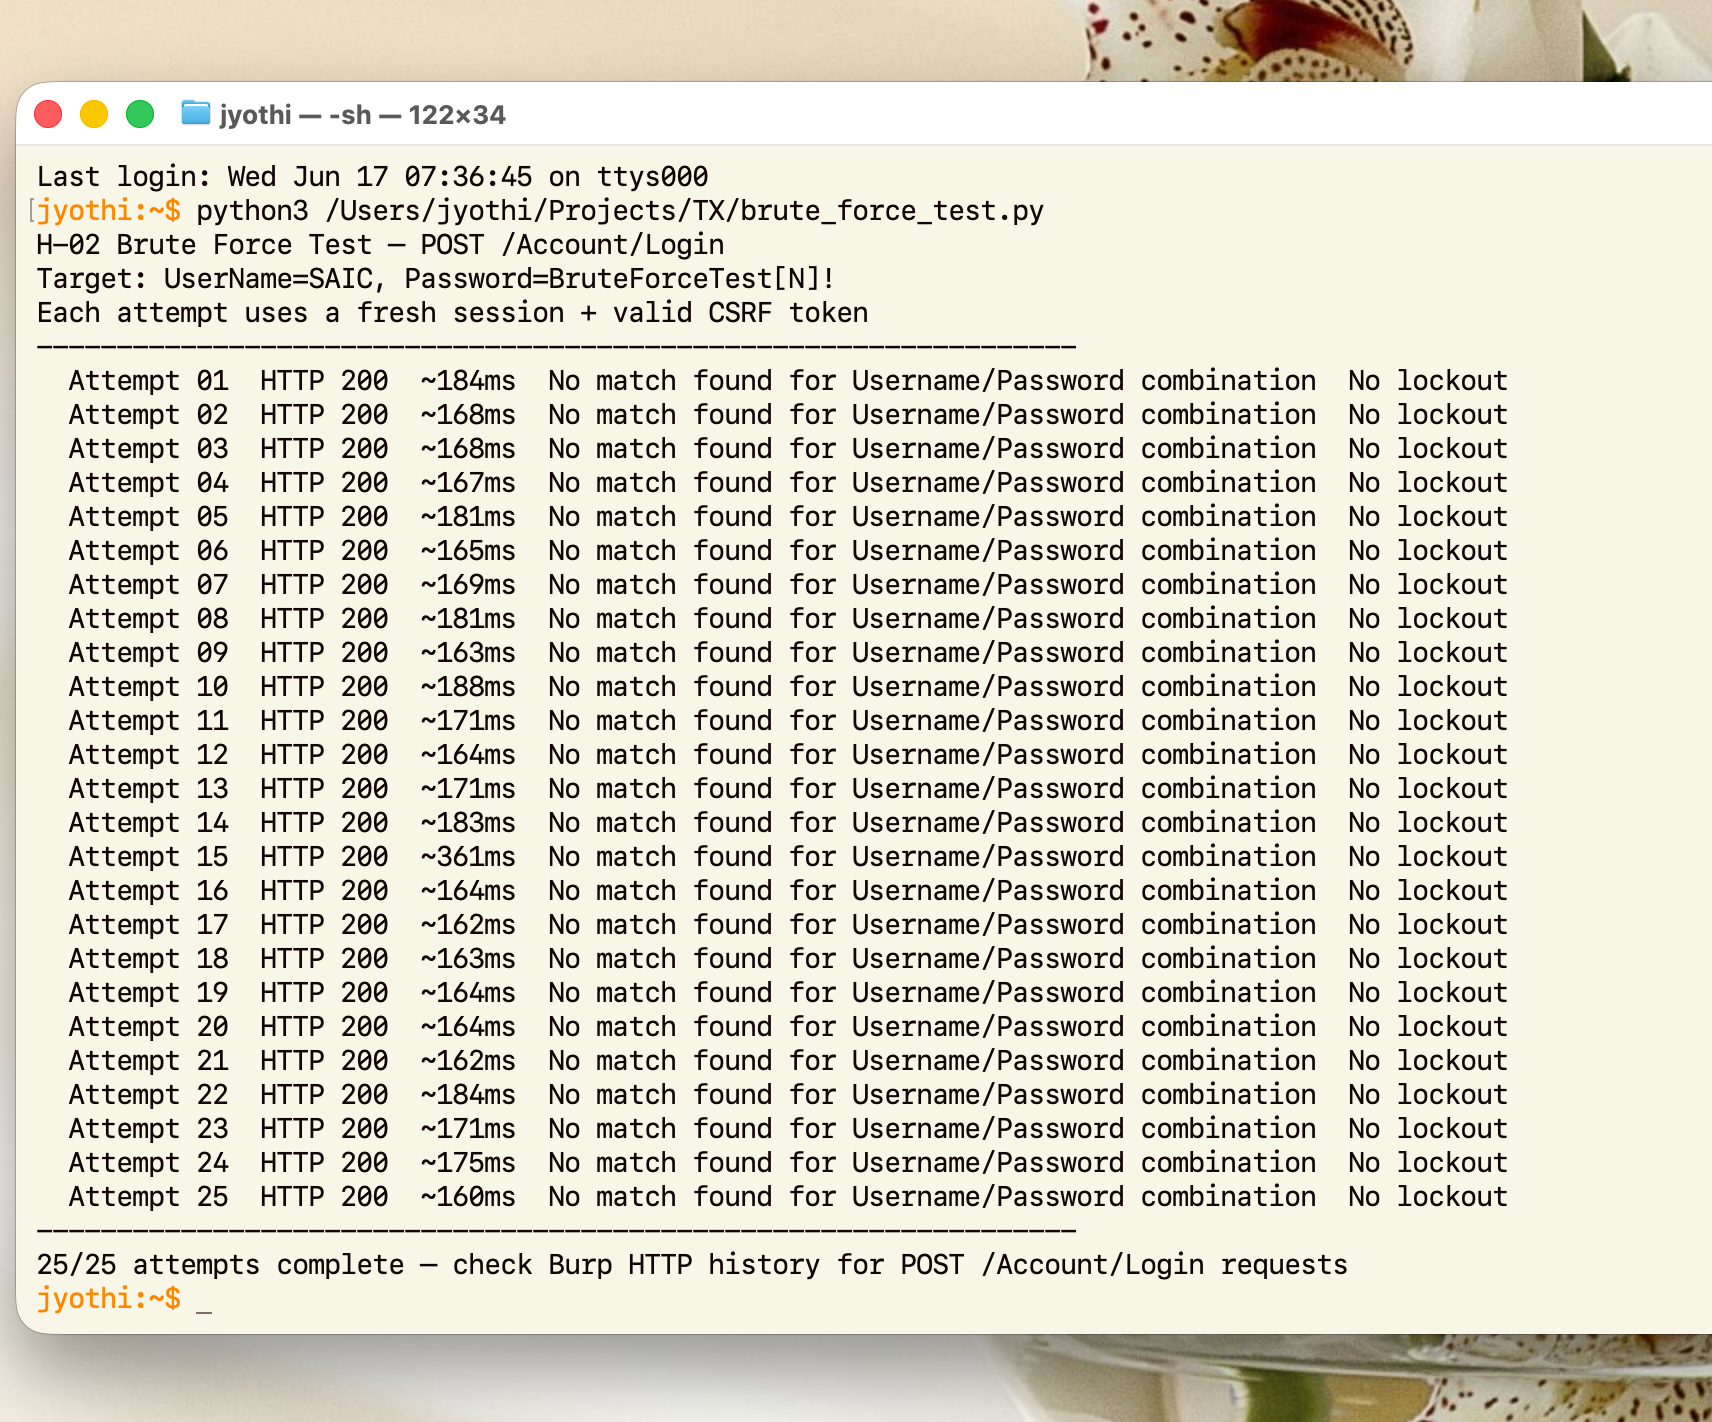 jyothi — -sh — 122×34
Last login: Wed Jun 17 07:36:45 on ttys000
[jyothi:~$ python3 /Users/jyothi/Projects/TX/brute_force_test.py
H-02 Brute Force Test — POST /Account/Login
Target: UserName=SAIC, Password=BruteForceTest[N]!
Each attempt uses a fresh session + valid CSRF token
─────────────────────────────────────────────────────────────────
  Attempt 01  HTTP 200  ~184ms  No match found for Username/Password combination  No lockout
  Attempt 02  HTTP 200  ~168ms  No match found for Username/Password combination  No lockout
  Attempt 03  HTTP 200  ~168ms  No match found for Username/Password combination  No lockout
  Attempt 04  HTTP 200  ~167ms  No match found for Username/Password combination  No lockout
  Attempt 05  HTTP 200  ~181ms  No match found for Username/Password combination  No lockout
  Attempt 06  HTTP 200  ~165ms  No match found for Username/Password combination  No lockout
  Attempt 07  HTTP 200  ~169ms  No match found for Username/Password combination  No lockout
  Attempt 08  HTTP 200  ~181ms  No match found for Username/Password combination  No lockout
  Attempt 09  HTTP 200  ~163ms  No match found for Username/Password combination  No lockout
  Attempt 10  HTTP 200  ~188ms  No match found for Username/Password combination  No lockout
  Attempt 11  HTTP 200  ~171ms  No match found for Username/Password combination  No lockout
  Attempt 12  HTTP 200  ~164ms  No match found for Username/Password combination  No lockout
  Attempt 13  HTTP 200  ~171ms  No match found for Username/Password combination  No lockout
  Attempt 14  HTTP 200  ~183ms  No match found for Username/Password combination  No lockout
  Attempt 15  HTTP 200  ~361ms  No match found for Username/Password combination  No lockout
  Attempt 16  HTTP 200  ~164ms  No match found for Username/Password combination  No lockout
  Attempt 17  HTTP 200  ~162ms  No match found for Username/Password combination  No lockout
  Attempt 18  HTTP 200  ~163ms  No match found for Username/Password combination  No lockout
  Attempt 19  HTTP 200  ~164ms  No match found for Username/Password combination  No lockout
  Attempt 20  HTTP 200  ~164ms  No match found for Username/Password combination  No lockout
  Attempt 21  HTTP 200  ~162ms  No match found for Username/Password combination  No lockout
  Attempt 22  HTTP 200  ~184ms  No match found for Username/Password combination  No lockout
  Attempt 23  HTTP 200  ~171ms  No match found for Username/Password combination  No lockout
  Attempt 24  HTTP 200  ~175ms  No match found for Username/Password combination  No lockout
  Attempt 25  HTTP 200  ~160ms  No match found for Username/Password combination  No lockout
─────────────────────────────────────────────────────────────────
25/25 attempts complete — check Burp HTTP history for POST /Account/Login requests
jyothi:~$ _